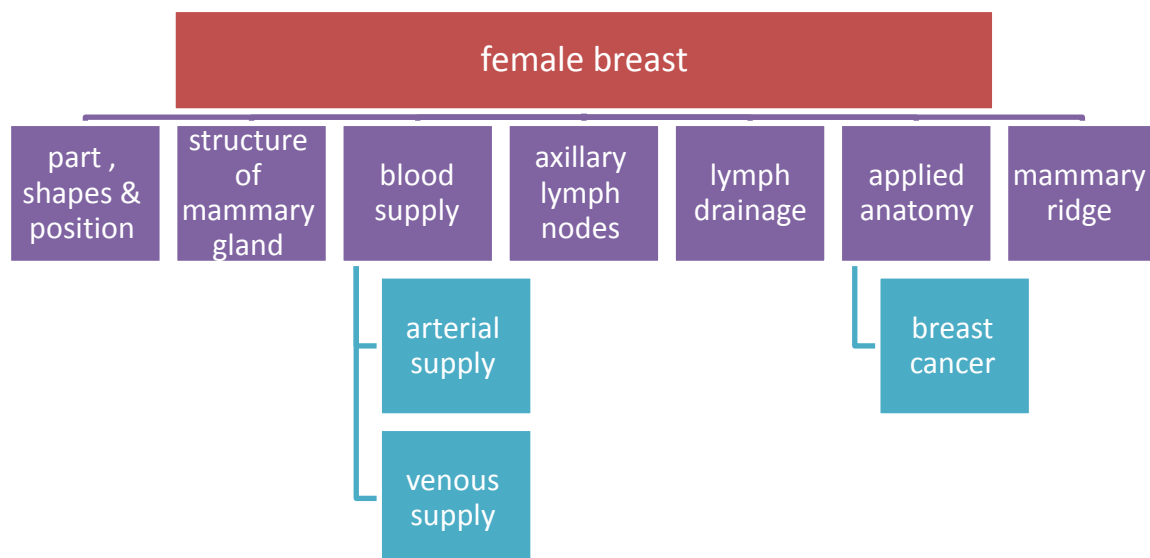 female breast
part ,
shapes &
position
structure
of
mammary
gland
blood
supply
axillary
lymph
nodes
lymph
drainage
applied
anatomy
mammary
ridge
arterial
supply
venous
supply
breast
cancer